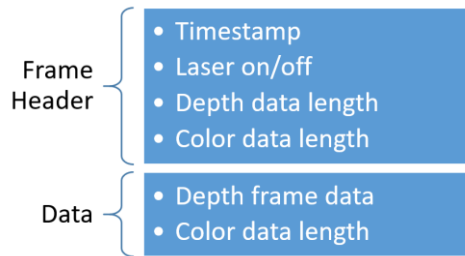 Frame
Header
• Timestamp
• Laser on/off
• Depth data length
• Color data length
Data
• Depth frame data
• Color data length